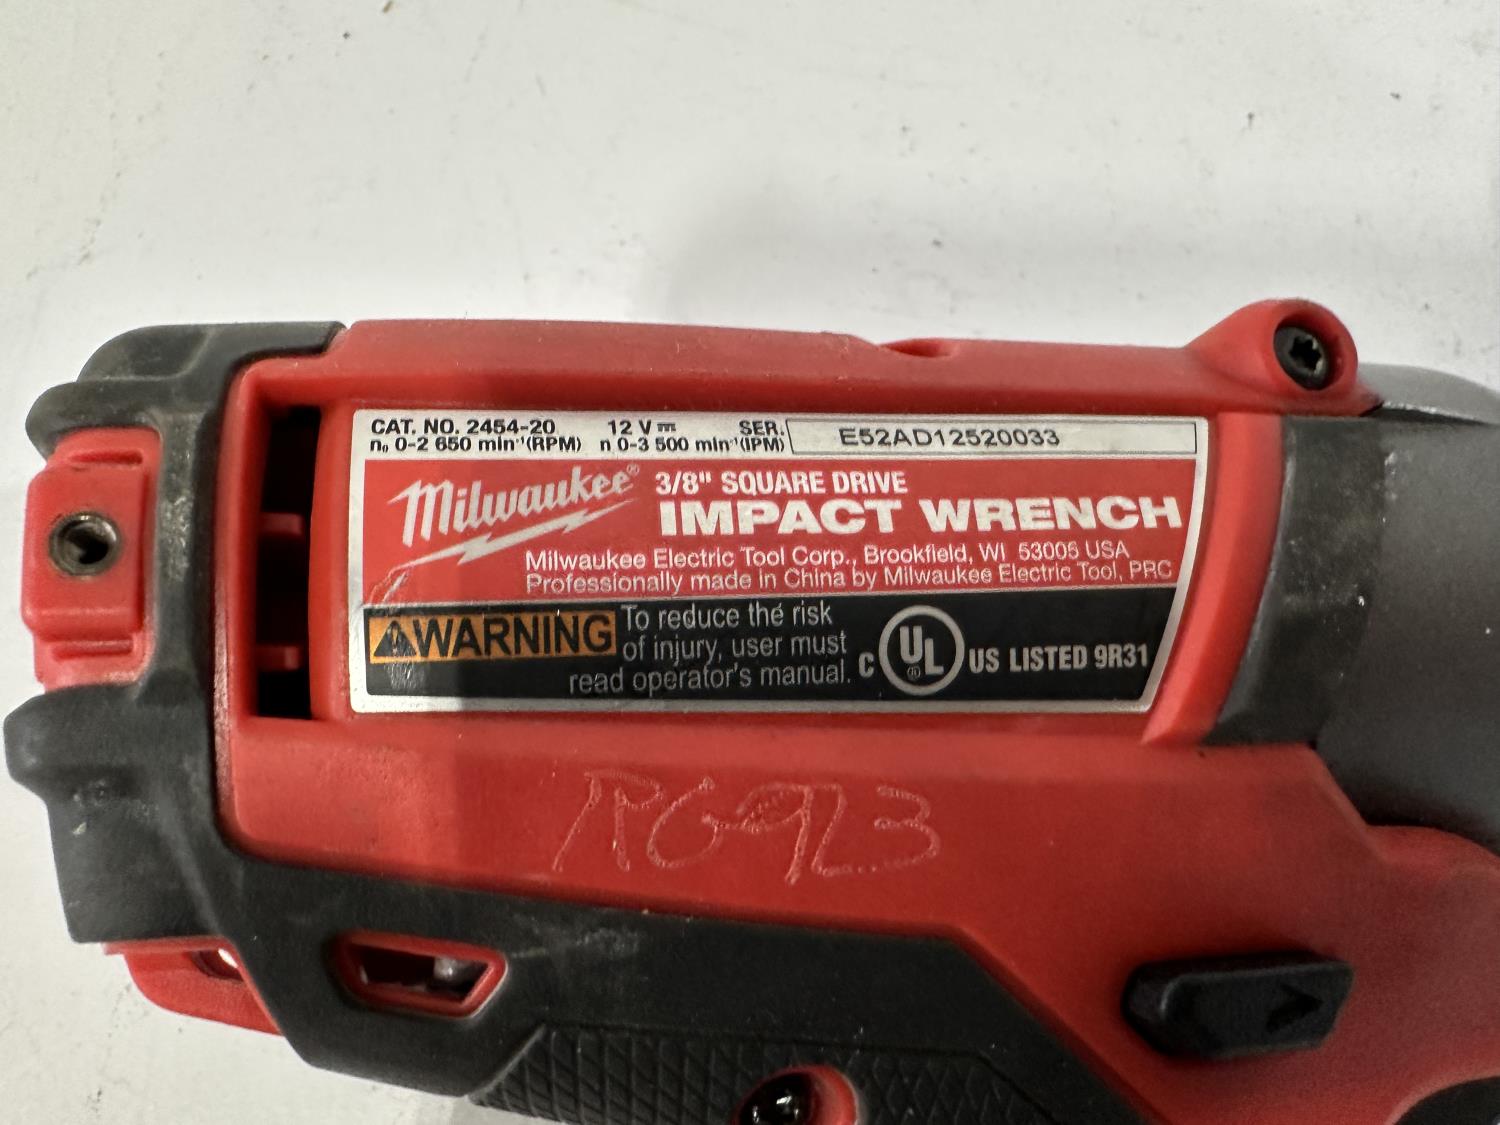 CAT. NO. 2454-20 12 V⎓ SER. E52AD12520033
n₀ 0-2 650 min⁻¹(RPM) n 0-3 500 min⁻¹(IPM)
Milwaukee® 3/8" SQUARE DRIVE
IMPACT WRENCH
Milwaukee Electric Tool Corp., Brookfield, WI 53005 USA
Professionally made in China by Milwaukee Electric Tool, PRC
⚠WARNING To reduce the risk
of injury, user must
read operator's manual.
C UL® US LISTED 9R31